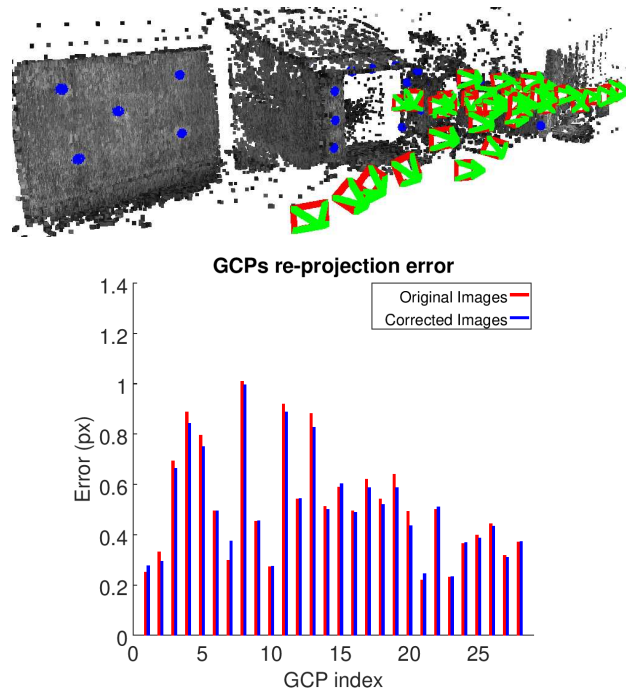 GCPs re-projection error
1.4
1.2
1
0.8
0.6
0.4
0.2
0
Error (px)
Original Images
Corrected Images
0 5 10 15 20 25
GCP index